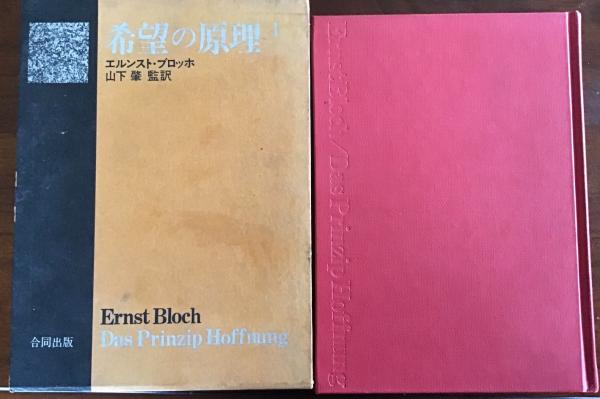 希望の原理 1
エルンスト・ブロッホ
山下 肇 監訳
Ernst Bloch
Das Prinzip Hoffnung
合同出版
Ernst Bloch/Das Prinzip Hoffnung